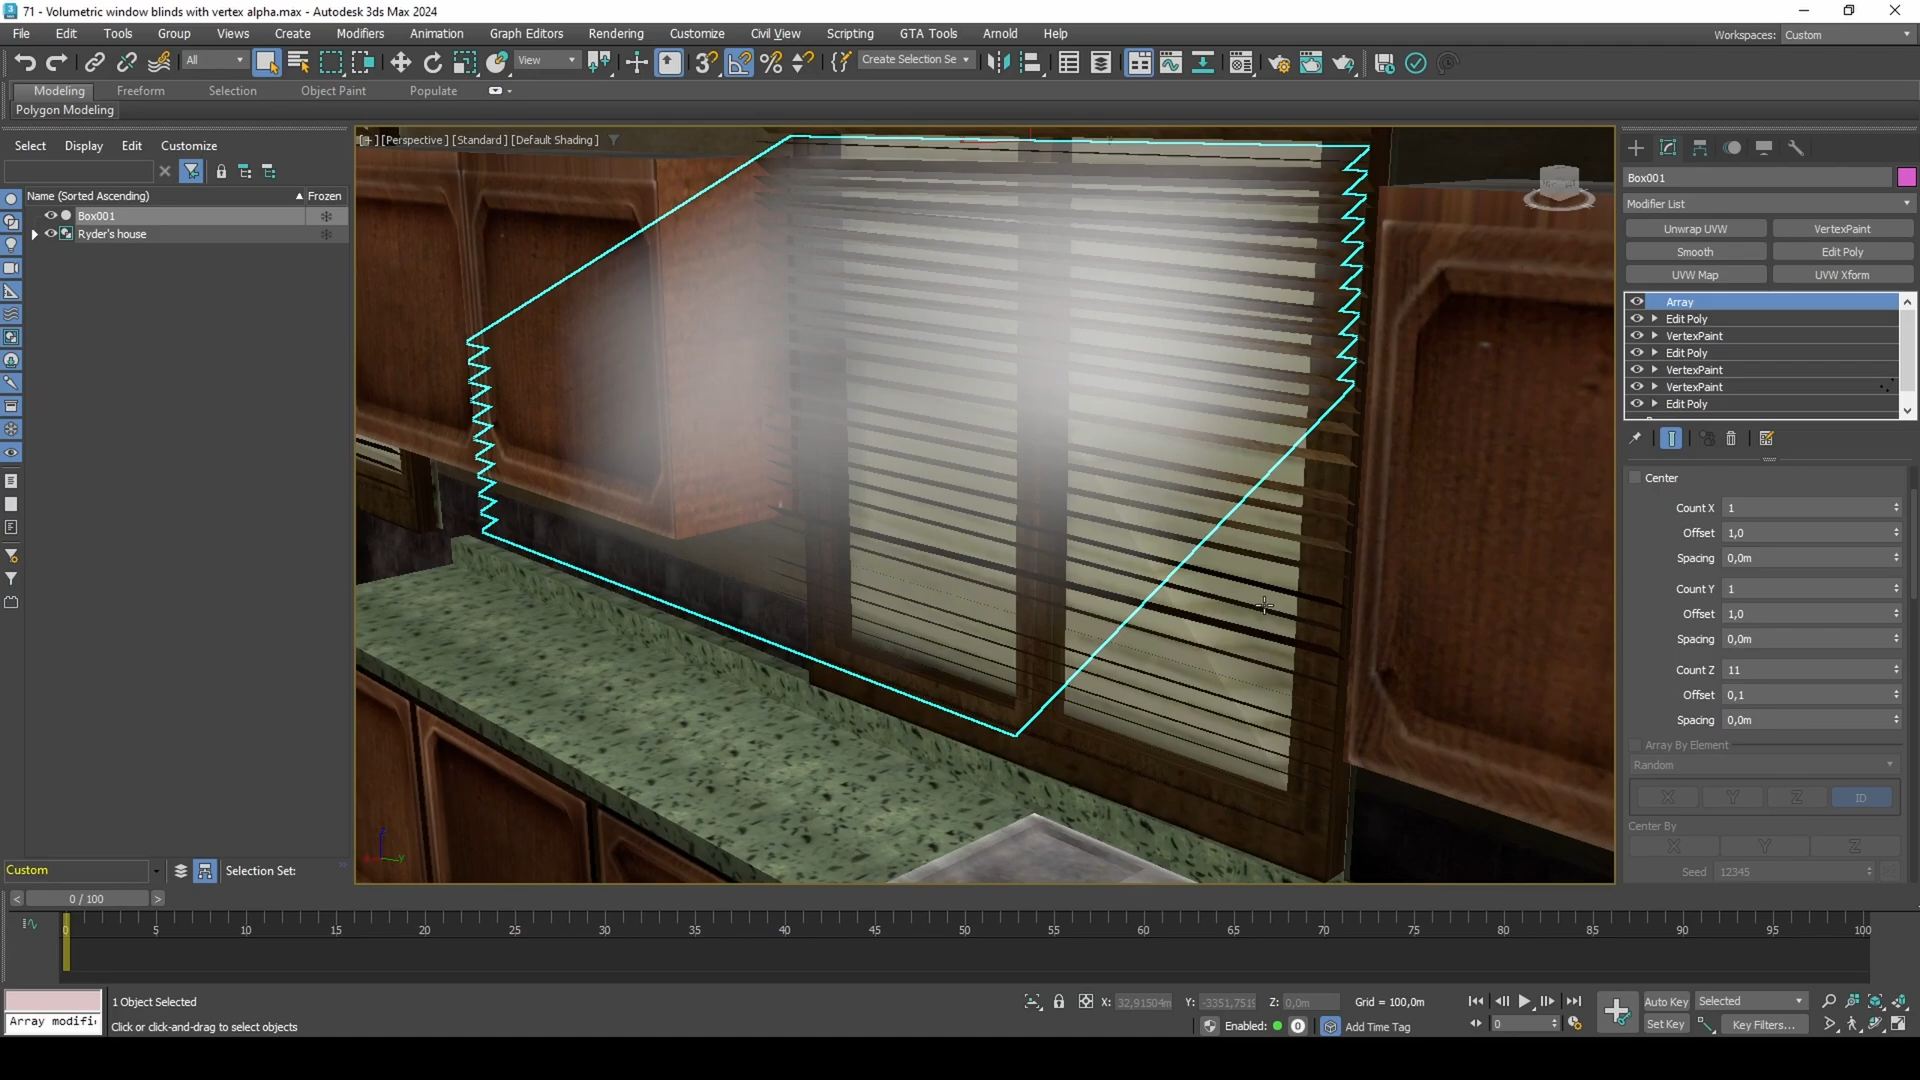 71 - Volumetric window blinds with vertex alpha.max - Autodesk 3ds Max 2024
File Edit Tools Group Views Create Modifiers Animation Graph Editors Rendering Customize Civil View Scripting GTA Tools Arnold Help
Workspaces: Custom
All View Create Selection Se
Modeling Freeform Selection Object Paint Populate
Polygon Modeling
Select Display Edit Customize
Name (Sorted Ascending) Frozen
Box001
Ryder's house
[+] [Perspective] [Standard] [Default Shading]
Box001
Modifier List
Unwrap UVW VertexPaint
Smooth Edit Poly
UVW Map UVW Xform
Array
Edit Poly
VertexPaint
Edit Poly
VertexPaint
VertexPaint
Edit Poly
Center
Count X 1
Offset 1,0
Spacing 0,0m
Count Y 1
Offset 1,0
Spacing 0,0m
Count Z 11
Offset 0,1
Spacing 0,0m
Array By Element
Random
X Y Z ID
Center By
X Y Z
Seed 12345
Custom Selection Set:
< 0 / 100 >
0 5 10 15 20 25 30 35 40 45 50 55 60 65 70 75 80 85 90 95 100
Array modifi
1 Object Selected
Click or click-and-drag to select objects
X: 32,91504m Y: -3351,7519 Z: 0,0m Grid = 100,0m
Enabled: 0 Add Time Tag
0
Auto Key Selected
Set Key Key Filters...